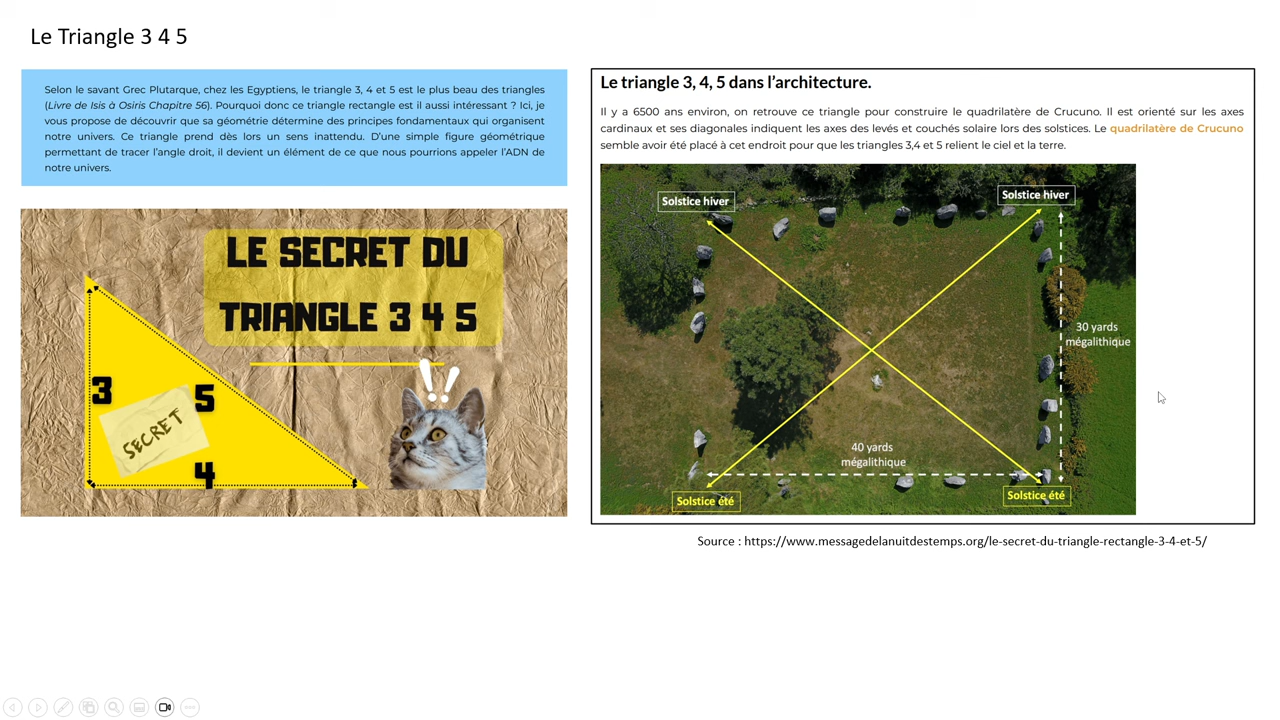 Le Triangle 3 4 5
Selon le savant Grec Plutarque, chez les Egyptiens, le triangle 3, 4 et 5 est le plus beau des triangles
(Livre de Isis à Osiris Chapitre 56). Pourquoi donc ce triangle rectangle est il aussi intéressant ? Ici, je
vous propose de découvrir que sa géométrie détermine des principes fondamentaux qui organisent
notre univers. Ce triangle prend dès lors un sens inattendu. D’une simple figure géométrique
permettant de tracer l’angle droit, il devient un élément de ce que nous pourrions appeler l’ADN de
notre univers.
LE SECRET DU
TRIANGLE 3 4 5
3
5
SECRET
4
!!
Le triangle 3, 4, 5 dans l’architecture.
Il y a 6500 ans environ, on retrouve ce triangle pour construire le quadrilatère de Crucuno. Il est orienté sur les axes
cardinaux et ses diagonales indiquent les axes des levés et couchés solaire lors des solstices. Le quadrilatère de Crucuno
semble avoir été placé à cet endroit pour que les triangles 3,4 et 5 relient le ciel et la terre.
Solstice hiver
Solstice hiver
30 yards
mégalithique
40 yards
mégalithique
Solstice été
Solstice été
Source : https://www.messagedelanuitdestemps.org/le-secret-du-triangle-rectangle-3-4-et-5/